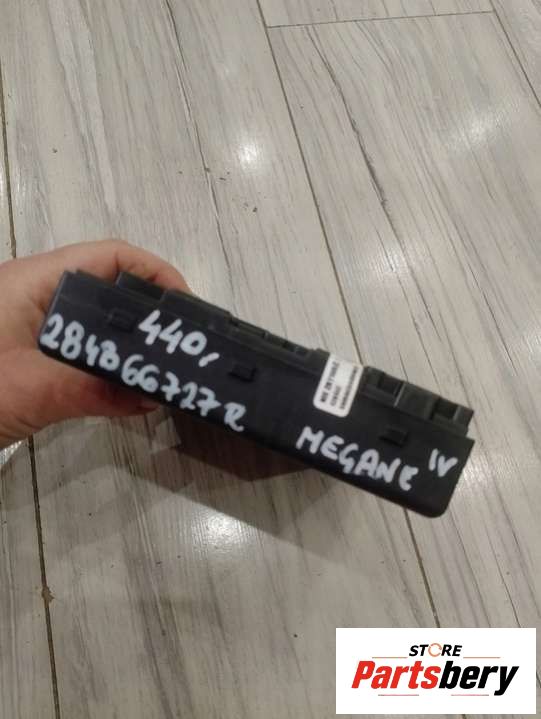 440,
284B66727R
MEGANE IV
STORE
Partsbery